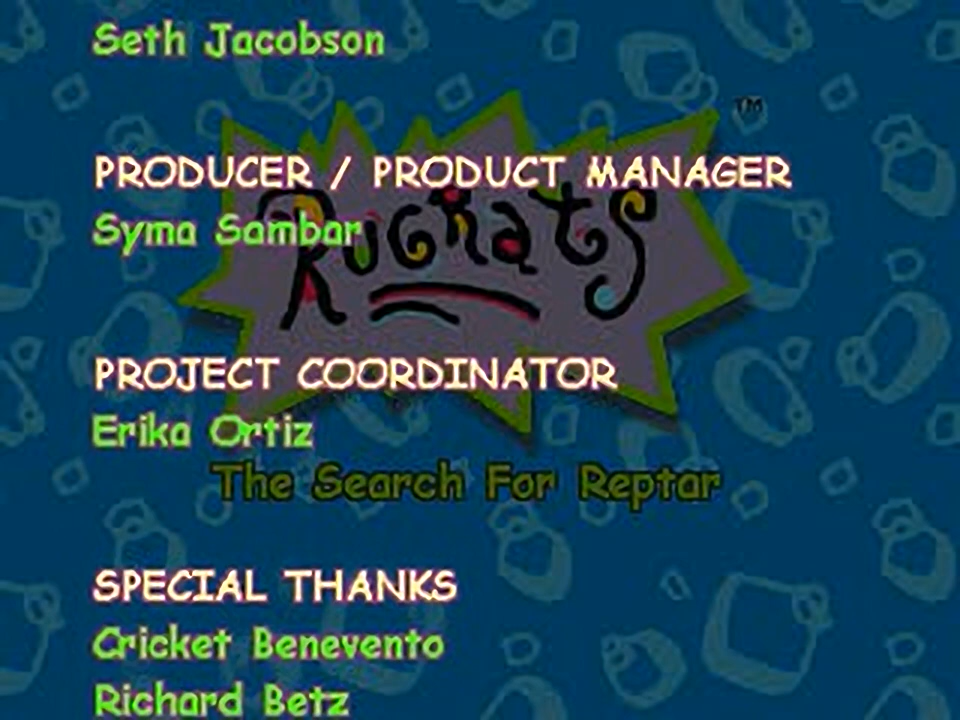 Seth Jacobson
™
PRODUCER / PRODUCT MANAGER
Syma Sambar
RUGRATS
PROJECT COORDINATOR
Erika Ortiz
The Search For Reptar
SPECIAL THANKS
Cricket Benevento
Richard Betz